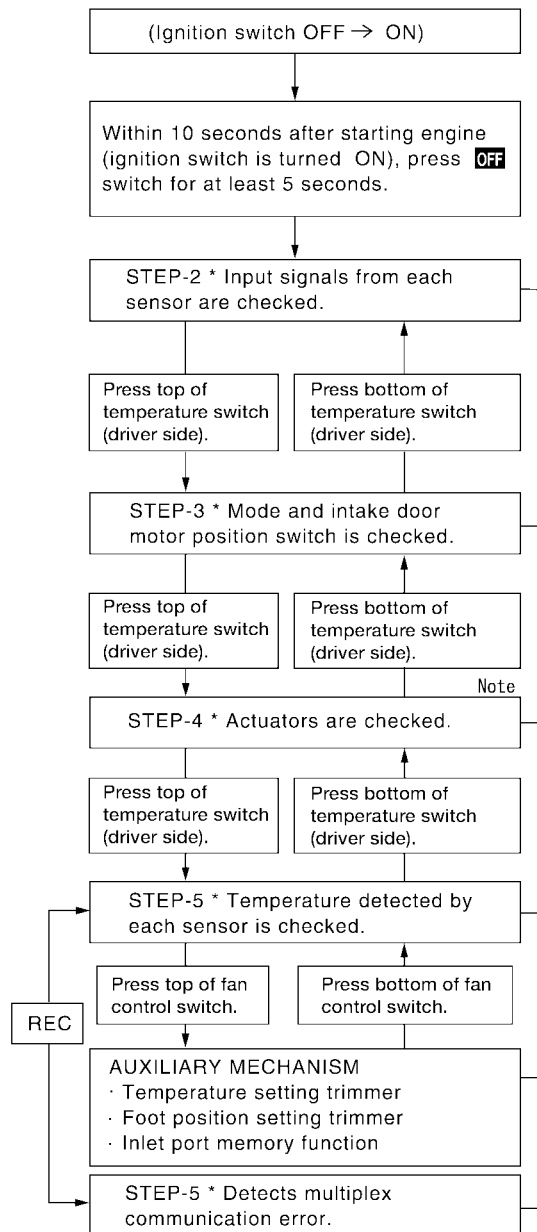 (Ignition switch OFF → ON)
Within 10 seconds after starting engine
(ignition switch is turned ON), press OFF
switch for at least 5 seconds.
STEP-2 * Input signals from each
sensor are checked.
Press top of
temperature switch
(driver side).
Press bottom of
temperature switch
(driver side).
STEP-3 * Mode and intake door
motor position switch is checked.
Press top of
temperature switch
(driver side).
Press bottom of
temperature switch
(driver side).
Note
STEP-4 * Actuators are checked.
Press top of
temperature switch
(driver side).
Press bottom of
temperature switch
(driver side).
STEP-5 * Temperature detected by
each sensor is checked.
Press top of fan
control switch.
Press bottom of fan
control switch.
REC
AUXILIARY MECHANISM
· Temperature setting trimmer
· Foot position setting trimmer
· Inlet port memory function
STEP-5 * Detects multiplex
communication error.